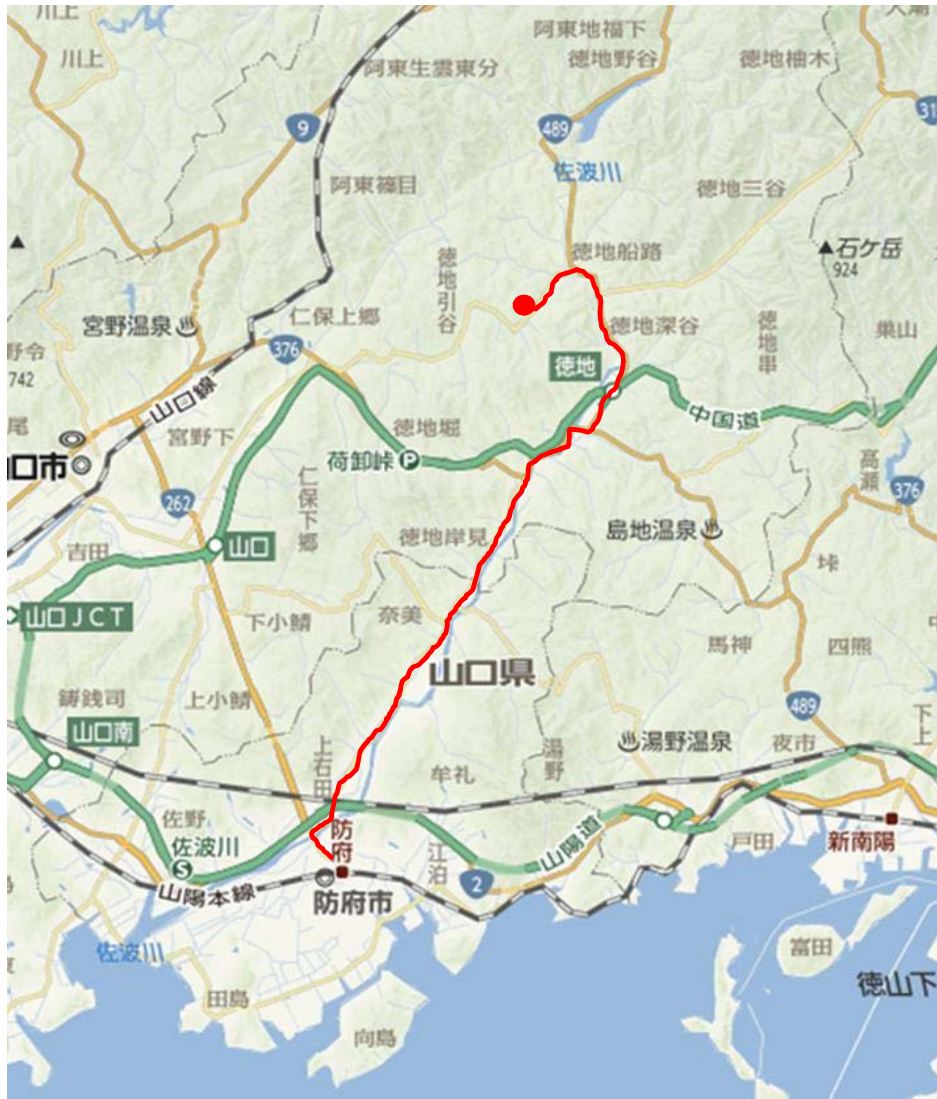 川上
川上
阿東地福下
徳地野谷
徳地柚木
阿東生雲東分
9
489
佐波川
阿東篠目
徳地三谷
徳地引谷
徳地船路
石ケ岳
924
宮野温泉
仁保上郷
徳地深谷
徳地串
巣山
376
742
徳地
山口線
中国道
宮野下
徳地堀
荷卸峠
P
口市
高瀬
262
仁保下郷
376
島地温泉
徳地岸見
吉田
山口
垰
山口JCT
下小鯖
奈美
馬神
四熊
山口県
鋳銭司
上小鯖
489
下上
山口南
上右田
湯野
湯野温泉
夜市
牟礼
佐野
防府
佐波川
S
江泊
山陽道
戸田
新南陽
2
山陽本線
防府市
佐波川
富田
田島
徳山下
向島